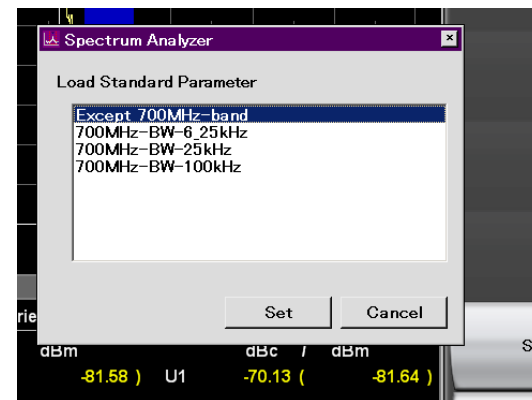 Spectrum Analyzer
Load Standard Parameter
Except 700MHz-band
700MHz-BW-6_25kHz
700MHz-BW-25kHz
700MHz-BW-100kHz
Set Cancel
dBm dBc / dBm
-81.58 ) U1 -70.13 ( -81.64 )